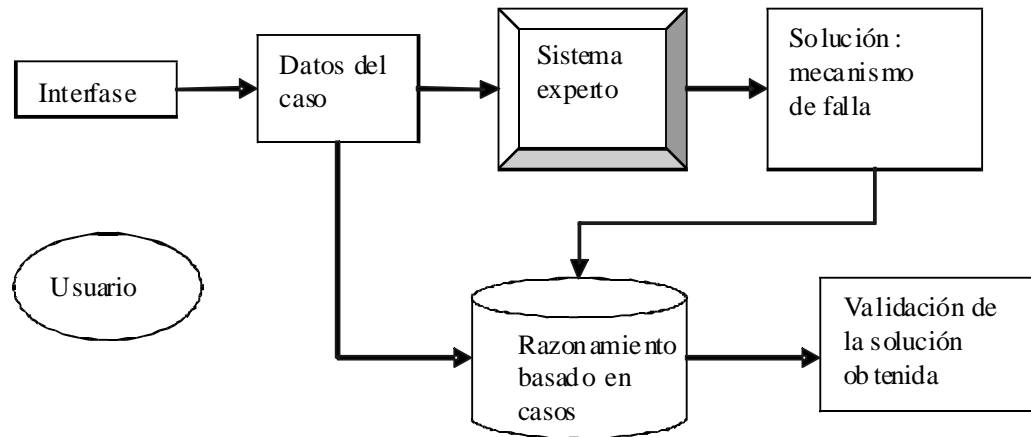 Interfase
Datos del
caso
Sistema
experto
Solución:
mecanismo
de falla
Usuario
Razonamiento
basado en
casos
Validación de
la solución
obtenida